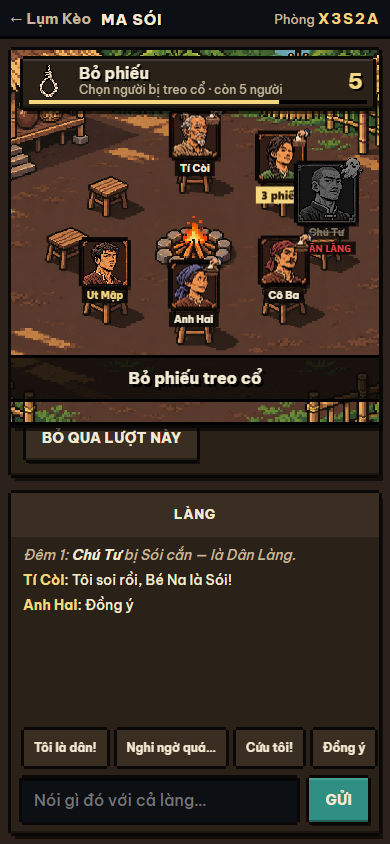 ← Lụm Kèo MA SÓI Phòng X3S2A
Bỏ phiếu
Chọn người bị treo cổ · còn 5 người
5
Tí Còi
3 phiế
Chú Tư
ÂN LÀNG
Út Mập
Cô Ba
Anh Hai
Bỏ phiếu treo cổ
BỎ QUA LƯỢT NÀY
LÀNG
Đêm 1: Chú Tư bị Sói cắn — là Dân Làng.
Tí Còi: Tôi soi rồi, Bé Na là Sói!
Anh Hai: Đồng ý
Tôi là dân!
Nghi ngờ quá...
Cứu tôi!
Đồng ý
Nói gì đó với cả làng...
GỬI